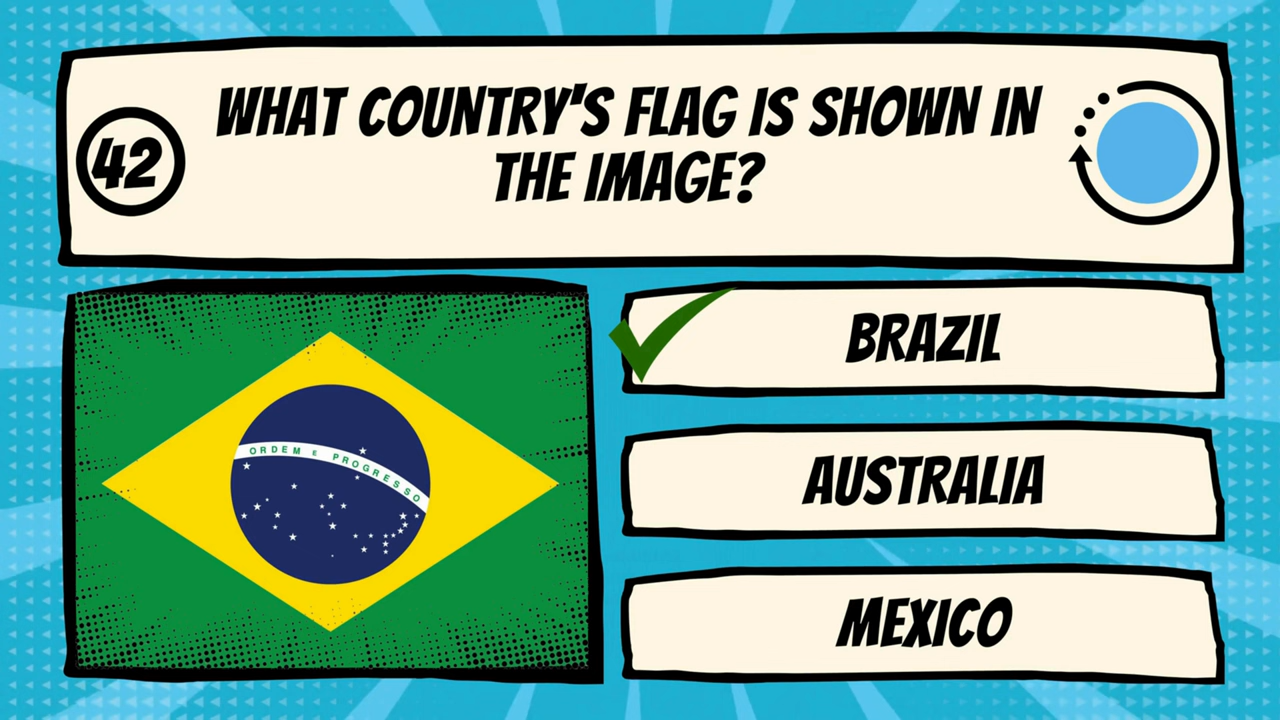 42
WHAT COUNTRY'S FLAG IS SHOWN IN
THE IMAGE?
ORDEM E PROGRESSO
BRAZIL
AUSTRALIA
MEXICO